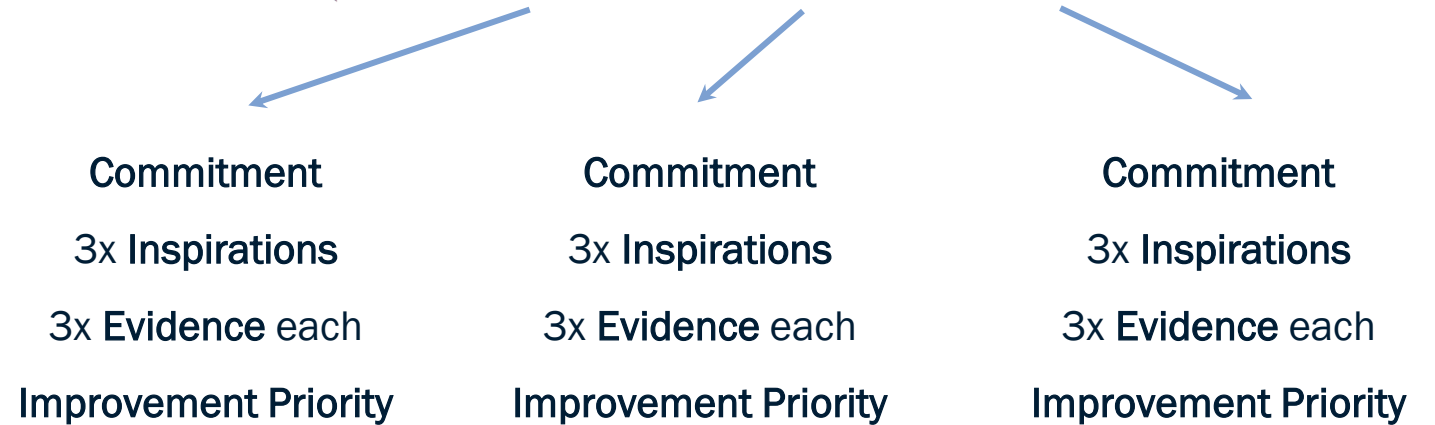 Commitment
3x Inspirations
3x Evidence each
Improvement Priority
Commitment
3x Inspirations
3x Evidence each
Improvement Priority
Commitment
3x Inspirations
3x Evidence each
Improvement Priority